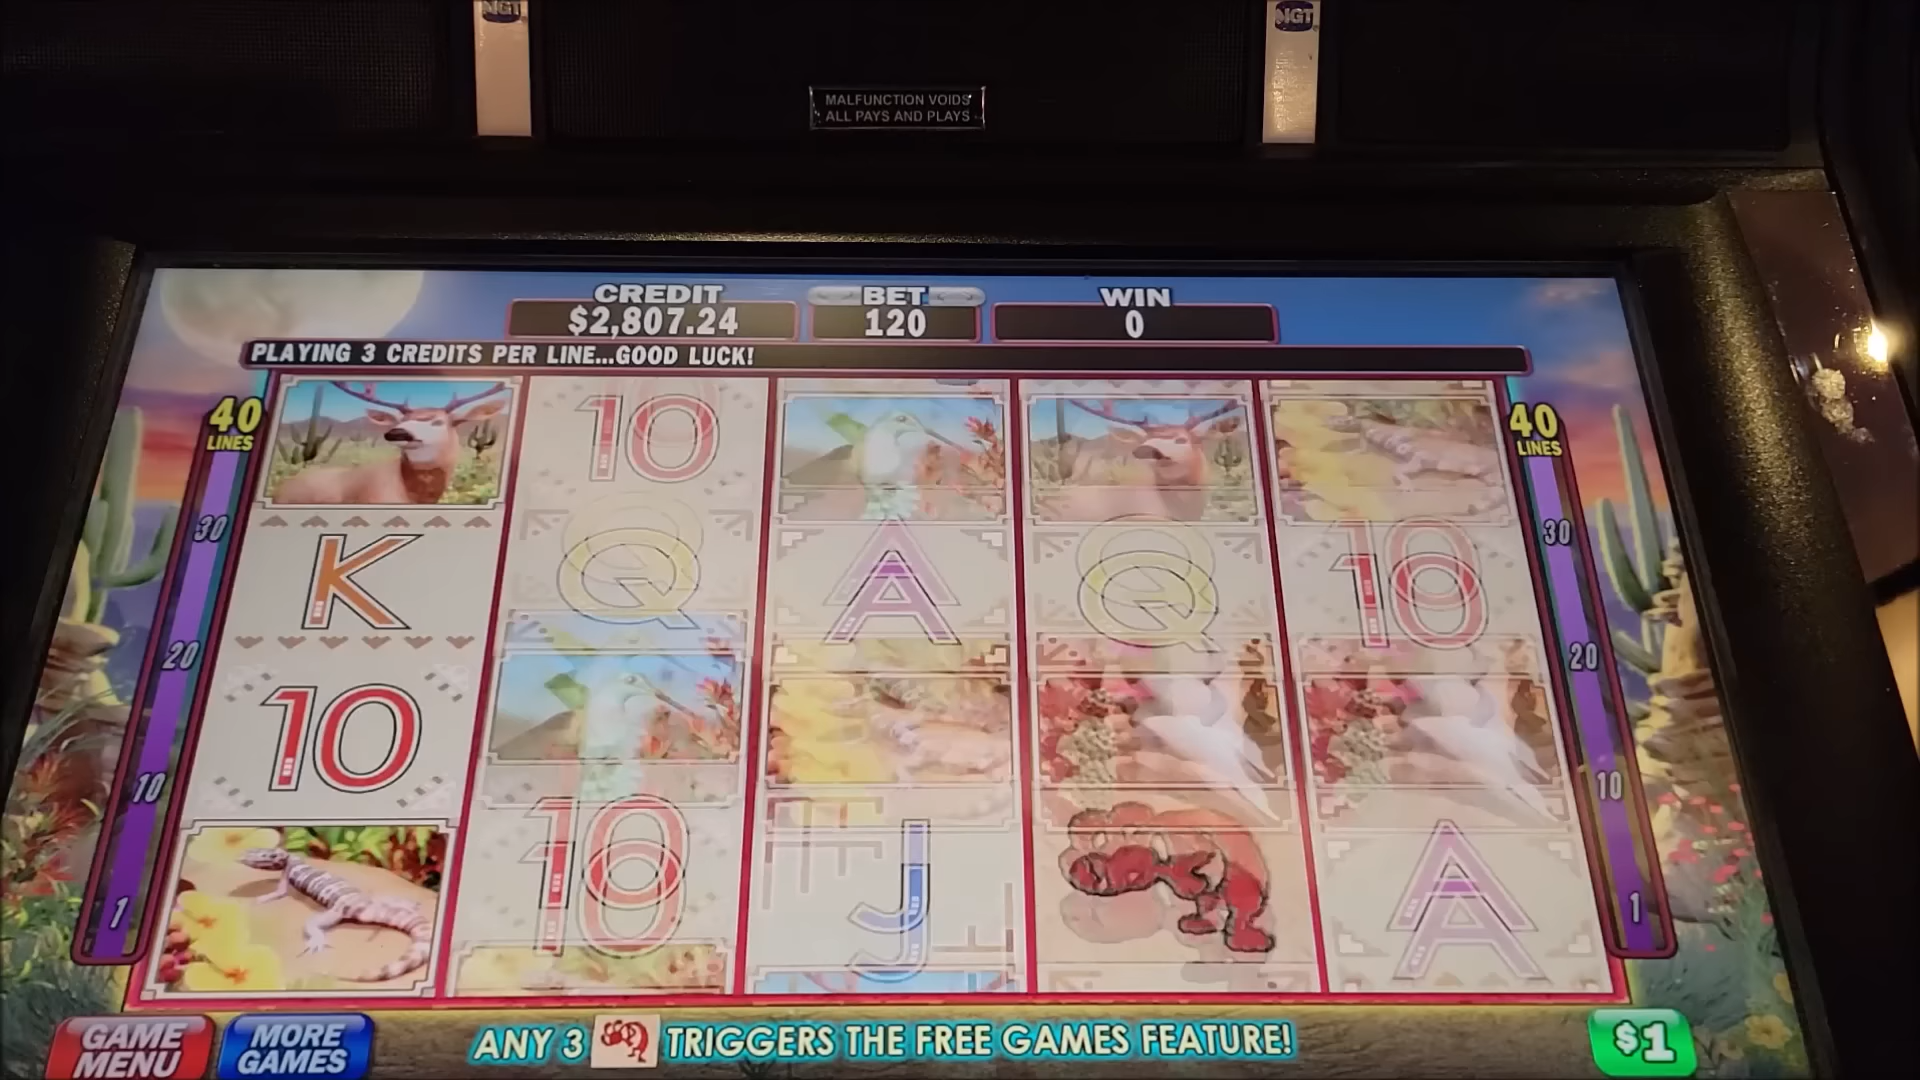 IGT
IGT
MALFUNCTION VOIDS
ALL PAYS AND PLAYS
CREDIT
BET
WIN
$2,807.24
120
0
PLAYING 3 CREDITS PER LINE...GOOD LUCK!
40
LINES
30
20
10
1
40
LINES
30
20
10
1
10
K
Q
A
Q
10
10
10
J
A
GAME
MENU
MORE
GAMES
ANY 3 TRIGGERS THE FREE GAMES FEATURE!
$1